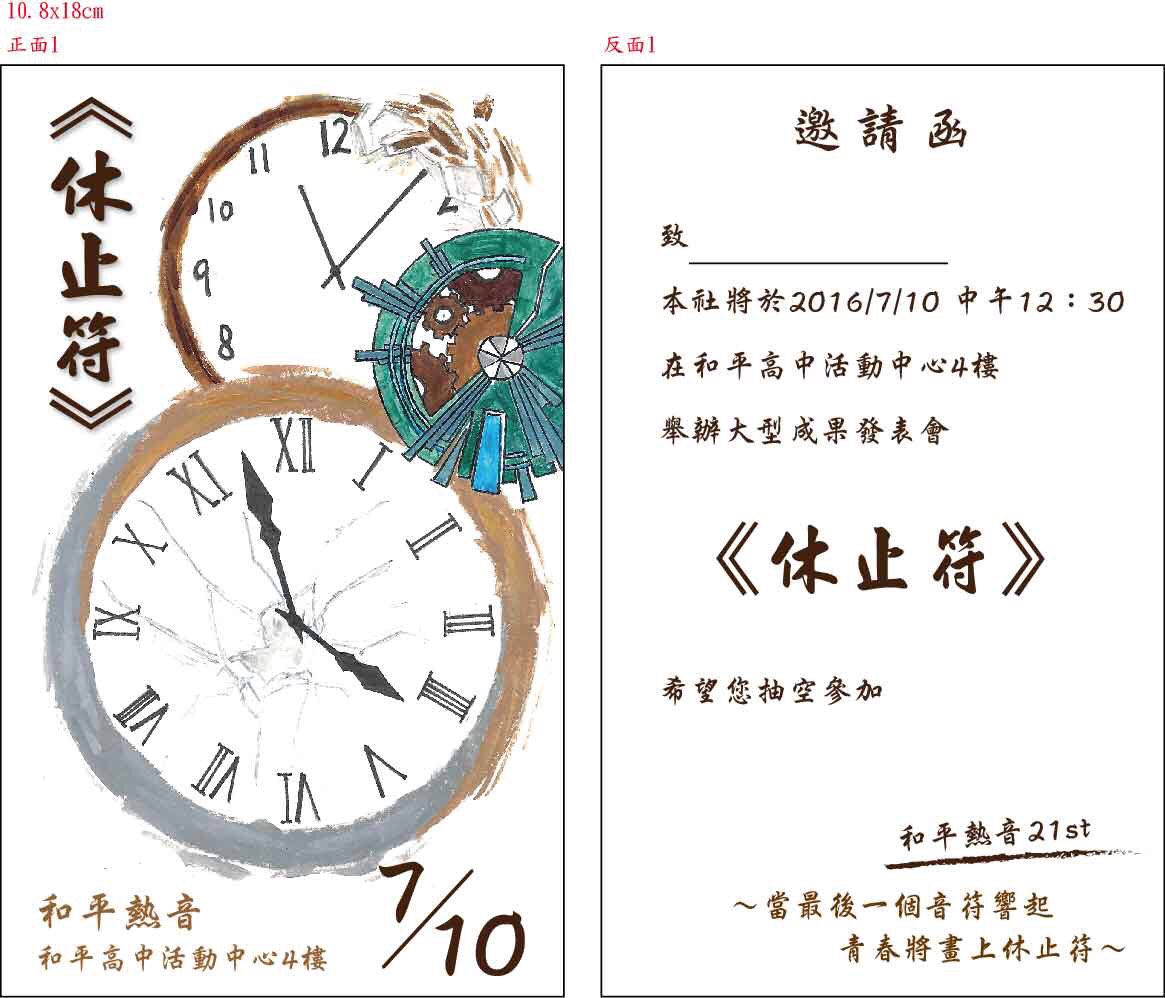 10.8x18cm
正面1
《休止符》
12
11
10
9
8
2
XII
I
II
III
IIII
V
VI
VII
VIII
IX
X
XI
7/10
和平熱音
和平高中活動中心4樓
反面1
邀請函
致
本社將於2016/7/10 中午12:30
在和平高中活動中心4樓
舉辦大型成果發表會
《休止符》
希望您抽空參加
和平熱音21st
～當最後一個音符響起
青春將畫上休止符～